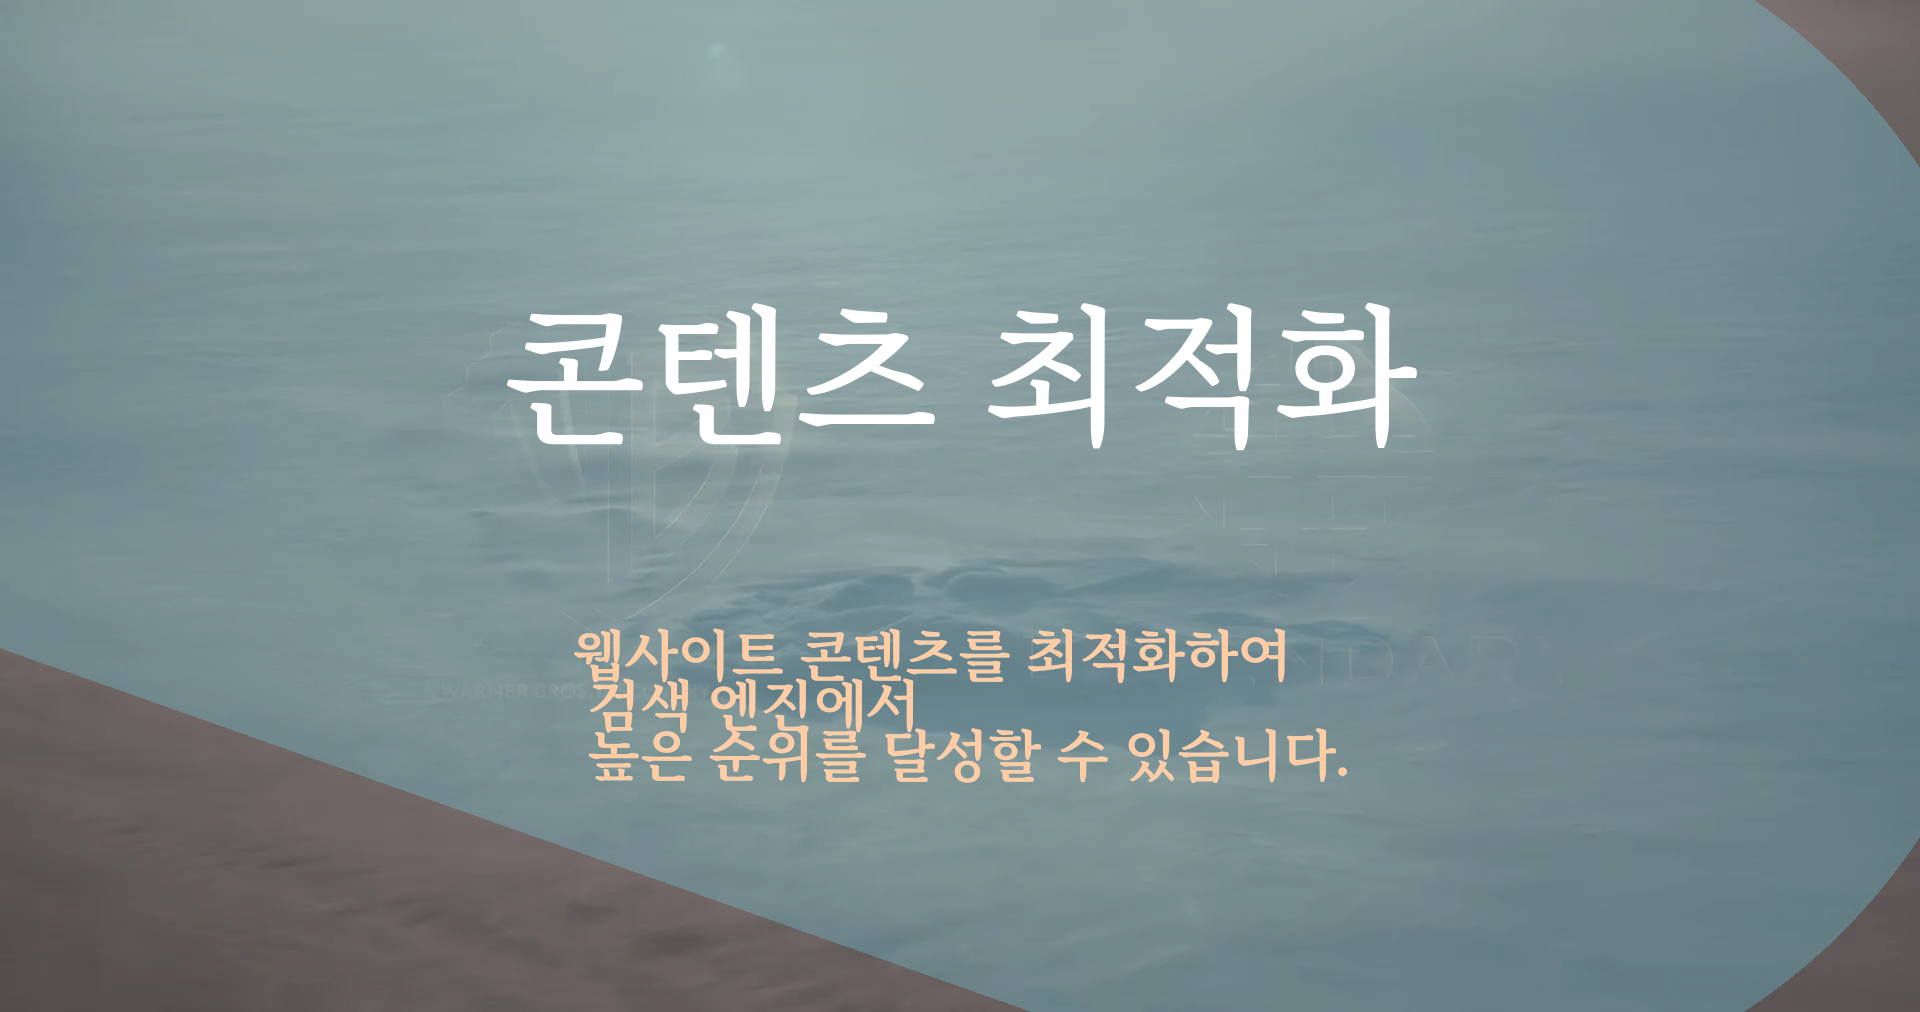 콘텐츠 최적화
웹사이트 콘텐츠를 최적화하여
검색 엔진에서
높은 순위를 달성할 수 있습니다.
WARNER BROS.